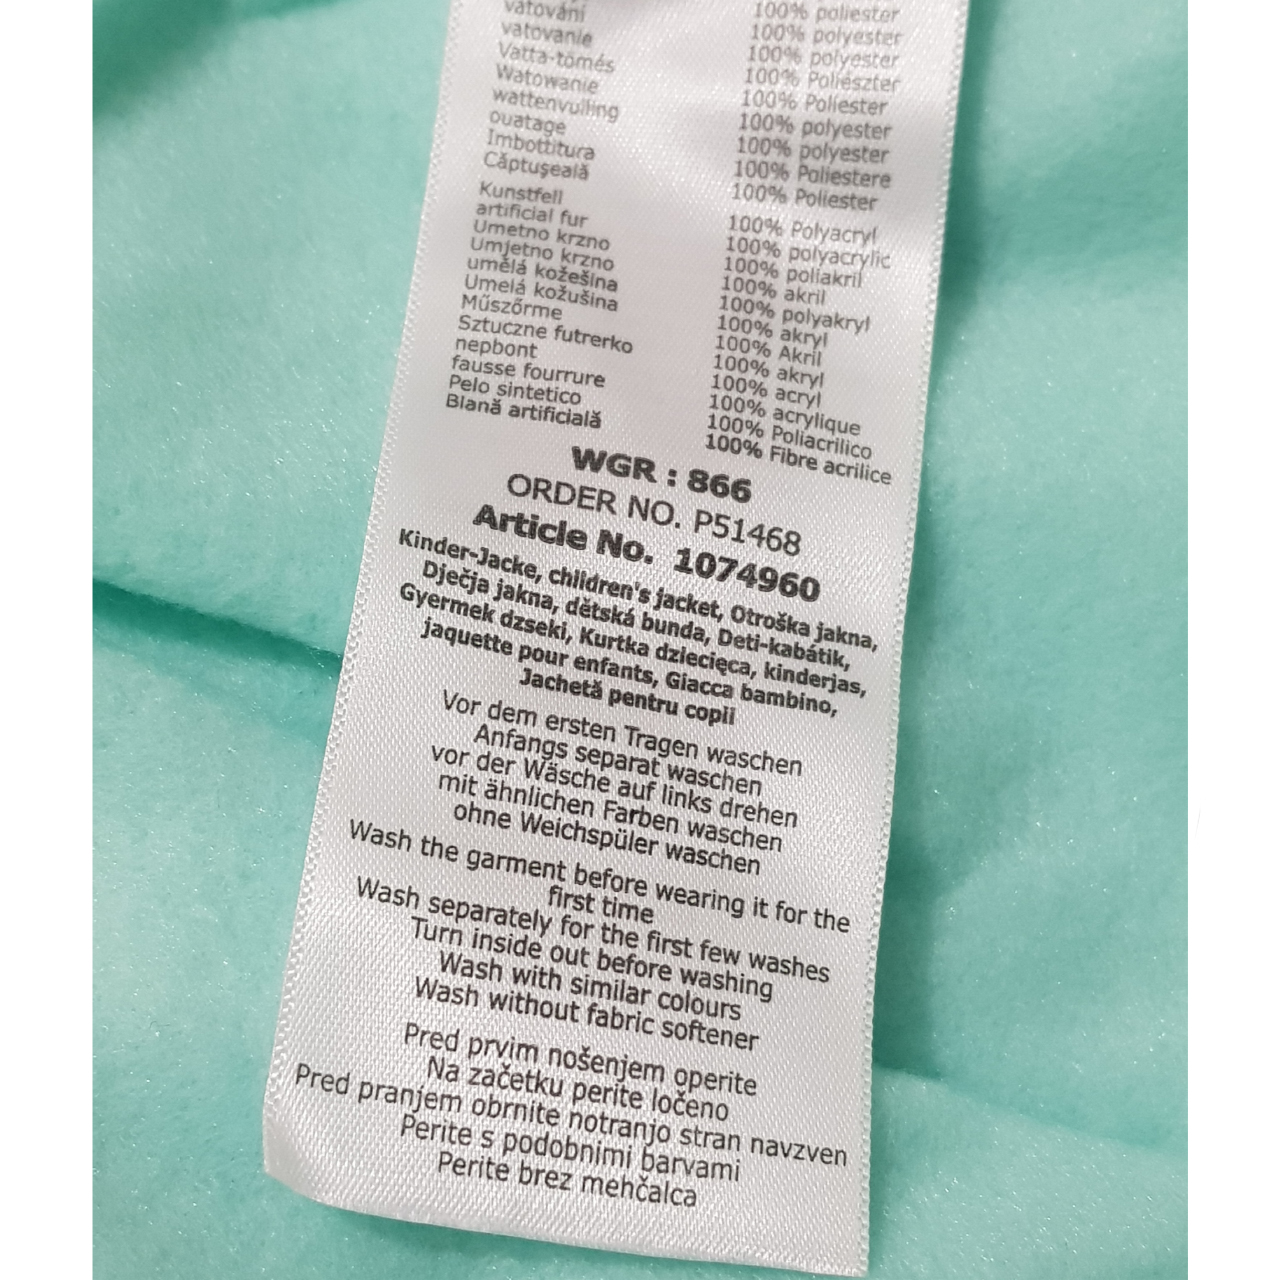 vatování 100% poliester
vatovanie 100% polyester
Vatta-tömés 100% polyester
Watowanie 100% Poliészter
wattenvulling 100% Poliester
ouatage 100% polyester
Imbottitura 100% polyester
Căptuşeală 100% Poliestere
100% Poliester
Kunstfell 100% Polyacryl
artificial fur 100% polyacrylic
Umetno krzno 100% poliakril
Umjetno krzno 100% akril
umělá kožešina 100% polyakryl
Umelá kožušina 100% akryl
Műszőrme 100% Akril
Sztuczne futrerko 100% akryl
nepbont 100% acryl
fausse fourrure 100% acrylique
Pelo sintetico 100% Poliacrilico
Blană artificială 100% Fibre acrilice
WGR : 866
ORDER NO. P51468
Article No. 1074960
Kinder-Jacke, children's jacket, Otroška jakna,
Dječja jakna, dětská bunda, Deti-kabátik,
Gyermek dzseki, Kurtka dziecięca, kinderjas,
jaquette pour enfants, Giacca bambino,
Jachetă pentru copii
Vor dem ersten Tragen waschen
Anfangs separat waschen
vor der Wäsche auf links drehen
mit ähnlichen Farben waschen
ohne Weichspüler waschen
Wash the garment before wearing it for the
first time
Wash separately for the first few washes
Turn inside out before washing
Wash with similar colours
Wash without fabric softener
Pred prvim nošenjem operite
Na začetku perite ločeno
Pred pranjem obrnite notranjo stran navzven
Perite s podobnimi barvami
Perite brez mehčalca